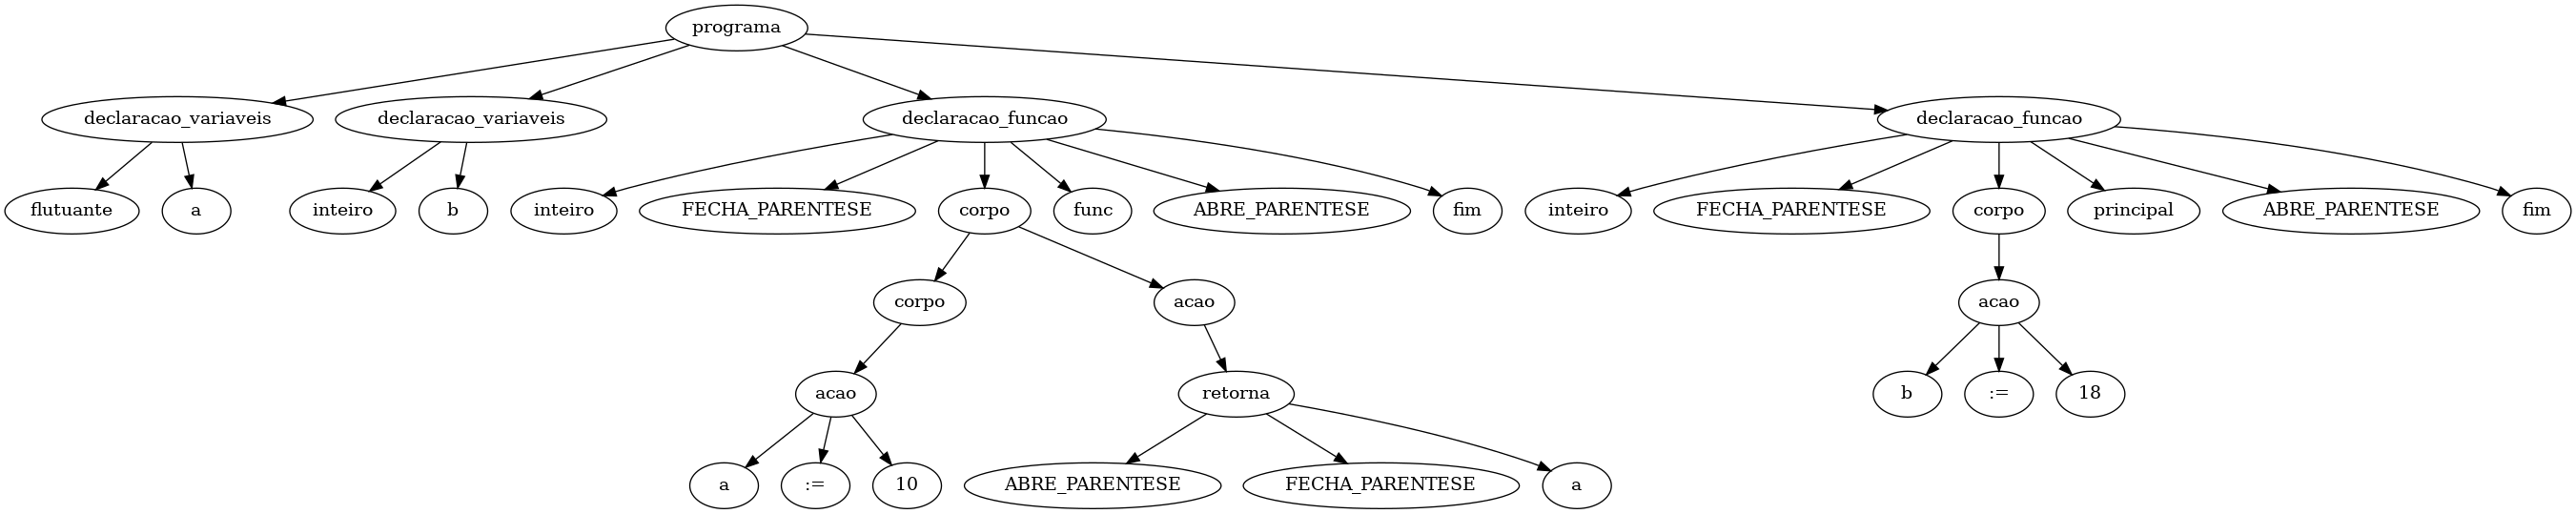 programa
declaracao_variaveis declaracao_variaveis declaracao_funcao declaracao_funcao
flutuante a inteiro b inteiro FECHA_PARENTESE corpo func ABRE_PARENTESE fim inteiro FECHA_PARENTESE corpo principal ABRE_PARENTESE fim
corpo acao acao
acao retorna b := 18
a := 10 ABRE_PARENTESE FECHA_PARENTESE a